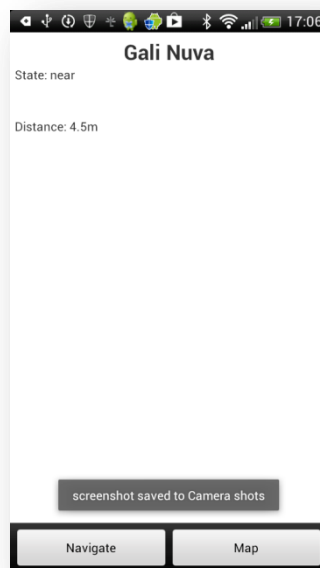 17:06
Gali Nuva
State: near
Distance: 4.5m
screenshot saved to Camera shots
Navigate
Map